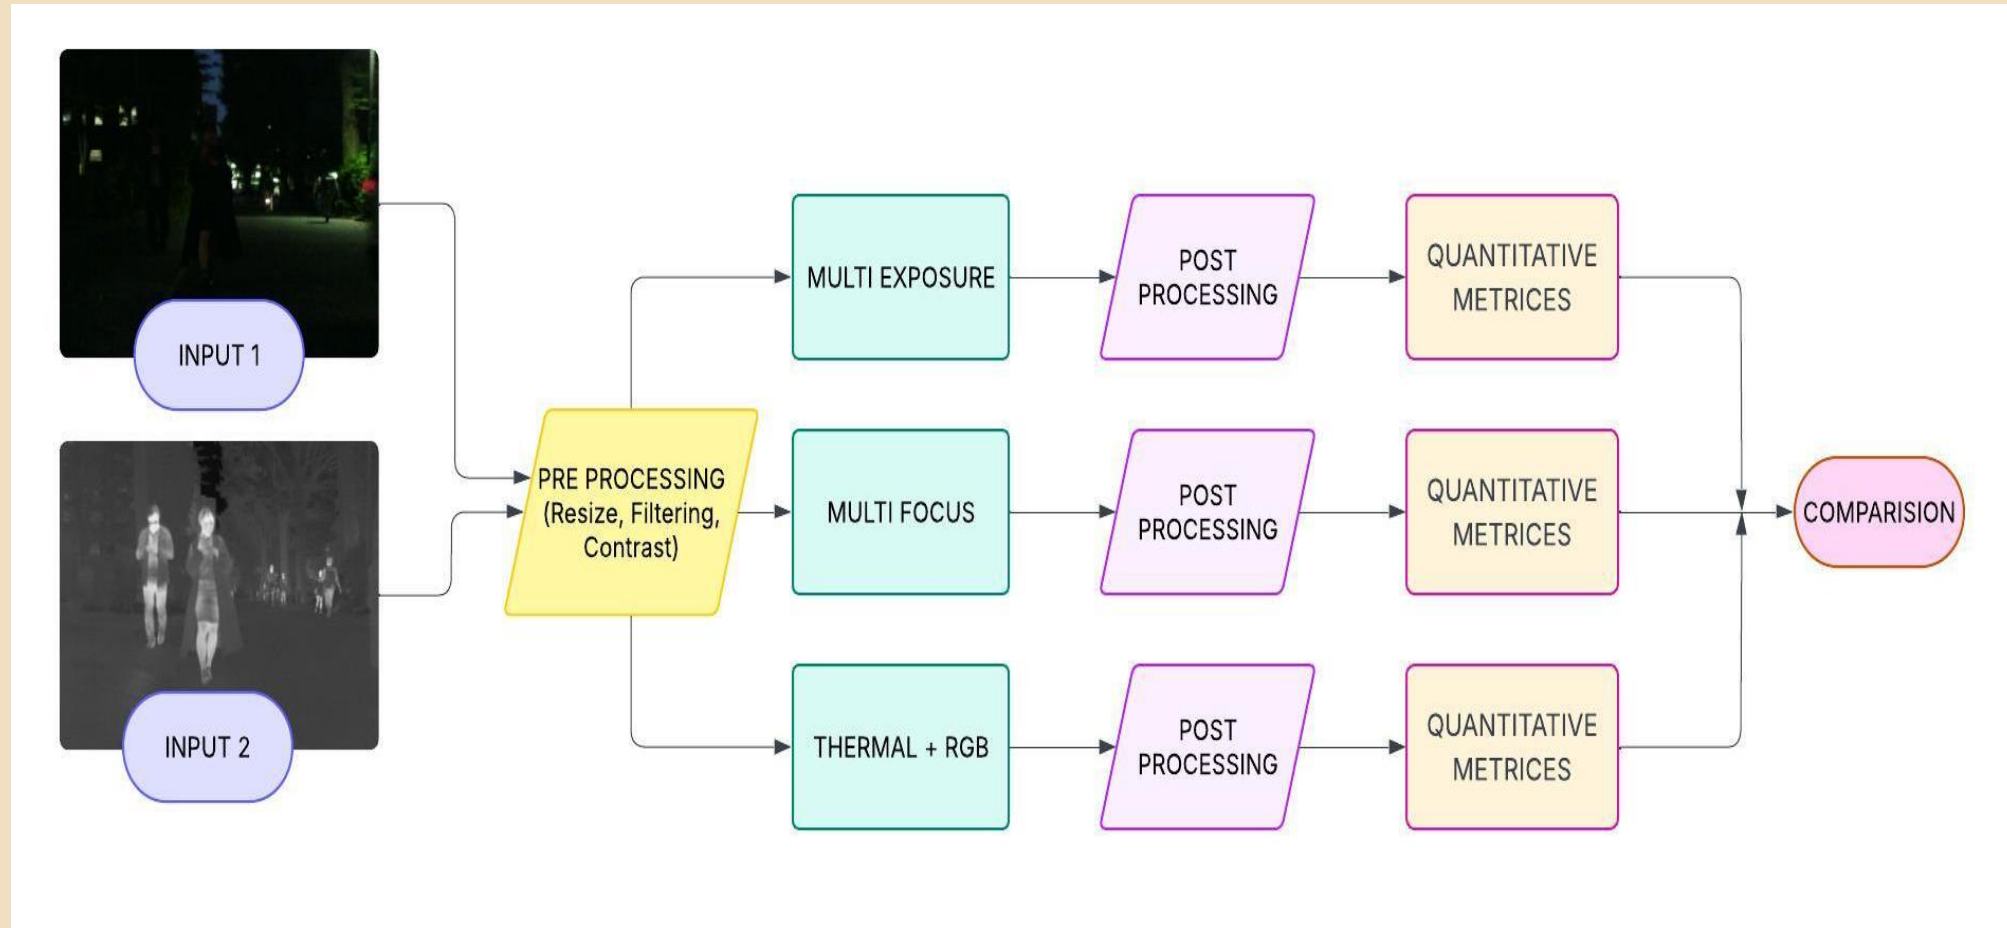 INPUT 1
INPUT 2
PRE PROCESSING
(Resize, Filtering,
Contrast)
MULTI EXPOSURE
POST
PROCESSING
QUANTITATIVE
METRICES
MULTI FOCUS
POST
PROCESSING
QUANTITATIVE
METRICES
THERMAL + RGB
POST
PROCESSING
QUANTITATIVE
METRICES
COMPARISION